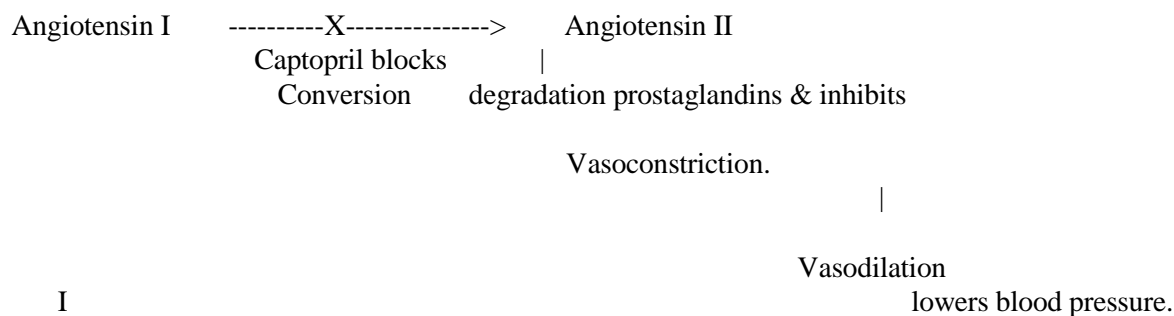 Angiotensin I ----------X---------------> Angiotensin II
Captopril blocks |
Conversion degradation prostaglandins & inhibits
Vasoconstriction.
|
Vasodilation
I lowers blood pressure.